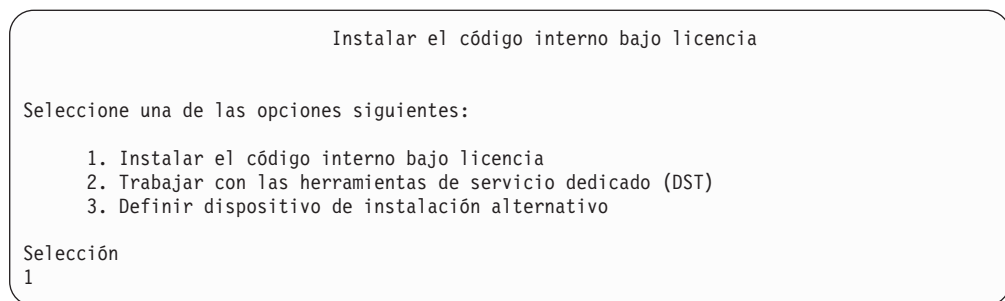 Instalar el código interno bajo licencia
Seleccione una de las opciones siguientes:
1. Instalar el código interno bajo licencia
2. Trabajar con las herramientas de servicio dedicado (DST)
3. Definir dispositivo de instalación alternativo
Selección
1